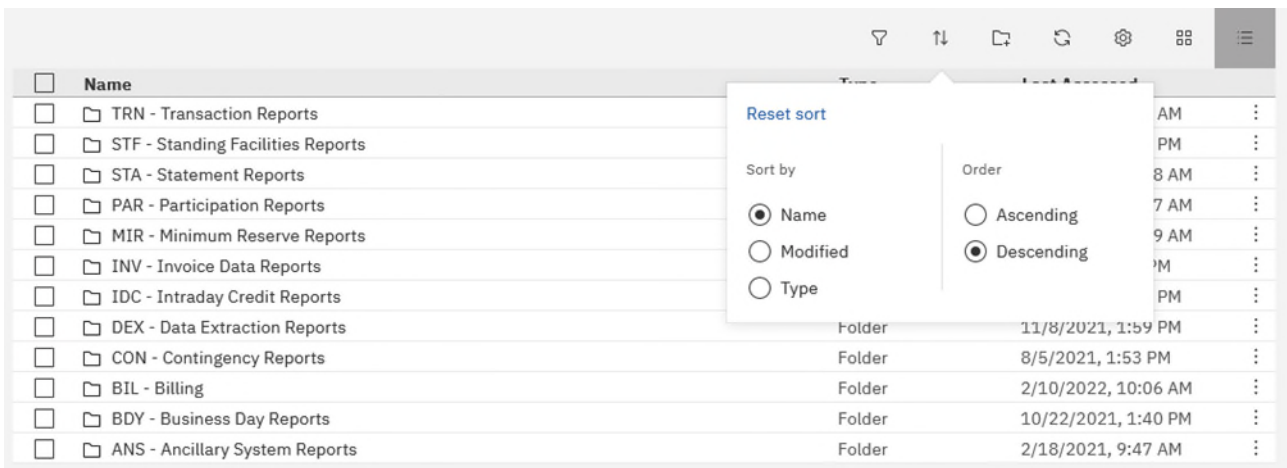 Name
TRN - Transaction Reports AM
STF - Standing Facilities Reports PM
STA - Statement Reports 8 AM
PAR - Participation Reports 7 AM
MIR - Minimum Reserve Reports 9 AM
INV - Invoice Data Reports
IDC - Intraday Credit Reports PM
DEX - Data Extraction Reports Folder 11/8/2021, 1:59 PM
CON - Contingency Reports Folder 8/5/2021, 1:53 PM
BIL - Billing Folder 2/10/2022, 10:06 AM
BDY - Business Day Reports Folder 10/22/2021, 1:40 PM
ANS - Ancillary System Reports Folder 2/18/2021, 9:47 AM
Reset sort
Sort by Order
Name Ascending
Modified Descending
Type